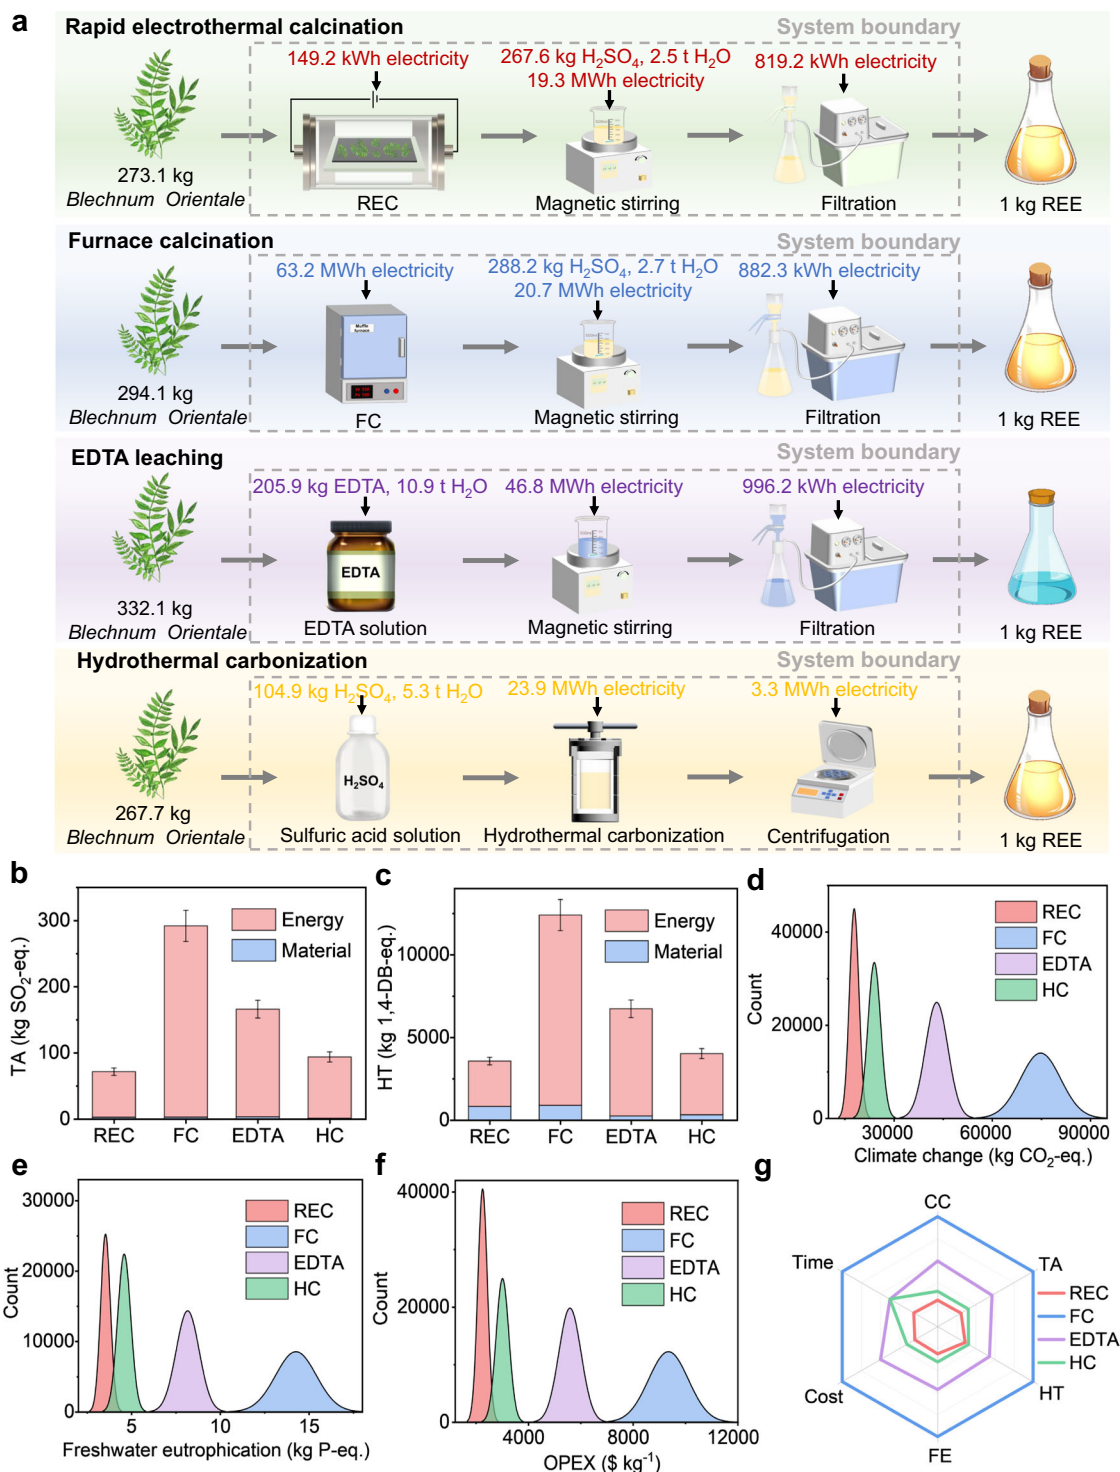 a
Rapid electrothermal calcination
System boundary
149.2 kWh electricity
267.6 kg H₂SO₄, 2.5 t H₂O
19.3 MWh electricity
819.2 kWh electricity
273.1 kg
Blechnum Orientale
REC
Magnetic stirring
Filtration
1 kg REE
Furnace calcination
System boundary
63.2 MWh electricity
288.2 kg H₂SO₄, 2.7 t H₂O
20.7 MWh electricity
882.3 kWh electricity
Muffle
furnace
294.1 kg
Blechnum Orientale
FC
Magnetic stirring
Filtration
1 kg REE
EDTA leaching
System boundary
205.9 kg EDTA, 10.9 t H₂O
46.8 MWh electricity
996.2 kWh electricity
EDTA
332.1 kg
Blechnum Orientale
EDTA solution
Magnetic stirring
Filtration
1 kg REE
Hydrothermal carbonization
System boundary
104.9 kg H₂SO₄, 5.3 t H₂O
23.9 MWh electricity
3.3 MWh electricity
H₂SO₄
267.7 kg
Blechnum Orientale
Sulfuric acid solution
Hydrothermal carbonization
Centrifugation
1 kg REE
b
TA (kg SO₂-eq.)
300
200
100
0
Energy
Material
REC
FC
EDTA
HC
c
HT (kg 1,4-DB-eq.)
10000
5000
0
Energy
Material
REC
FC
EDTA
HC
d
Count
40000
20000
0
REC
FC
EDTA
HC
30000
60000
90000
Climate change (kg CO₂-eq.)
e
Count
30000
20000
10000
0
REC
FC
EDTA
HC
5
10
15
Freshwater eutrophication (kg P-eq.)
f
Count
40000
20000
0
REC
FC
EDTA
HC
4000
8000
12000
OPEX ($ kg⁻¹)
g
CC
TA
HT
FE
Cost
Time
REC
FC
EDTA
HC